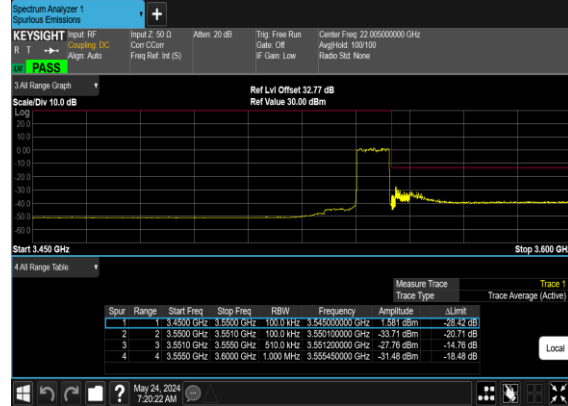 Spectrum Analyzer 1
Spurious Emissions
+
KEYSIGHT Input: RF Input Z: 50 Ω Atten: 20 dB Trig: Free Run Center Freq: 22.005000000 GHz
R T Coupling: DC Corr CCorr Gate: Off Avg|Hold: 100/100
Align: Auto Freq Ref: Int (S) IF Gain: Low Radio Std: None
PASS
3 All Range Graph
Ref Lvl Offset 32.77 dB
Scale/Div 10.0 dB Ref Value 30.00 dBm
Log
20.0
10.0
0.00
-10.0
-20.0
-30.0
-40.0
-50.0
-60.0
Start 3.450 GHz Stop 3.600 GH
4 All Range Table
Measure Trace Trace 1
Trace Type Trace Average (Active)
Spur Range Start Freq Stop Freq RBW Frequency Amplitude ΔLimit
1 1 3.4500 GHz 3.5500 GHz 100.0 kHz 3.545000000 GHz 1.581 dBm -28.42 dB
2 2 3.5500 GHz 3.5510 GHz 100.0 kHz 3.550100000 GHz -33.71 dBm -20.71 dB
3 3 3.5510 GHz 3.5550 GHz 510.0 kHz 3.551200000 GHz -27.76 dBm -14.76 dB
4 4 3.5550 GHz 3.6000 GHz 1.000 MHz 3.555450000 GHz -31.48 dBm -18.48 dB
Local
? May 24, 2024
7:20:22 AM